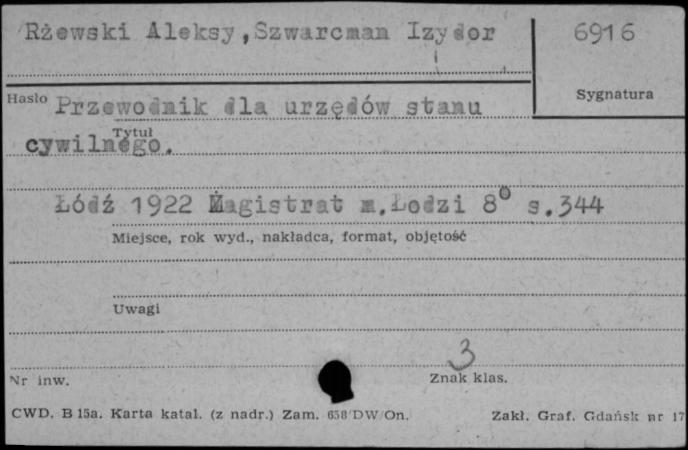 Rżewski Aleksy, Szwarcman Izydor
6916
Sygnatura
Hasło
Przewodnik dla urzędów stanu
Tytuł
cywilnego.
Łódź 1922 Magistrat m.Łodzi 8° s.344
Miejsce, rok wyd., nakładca, format, objętość
Uwagi
3
Nr inw.
Znak klas.
CWD. B 15a. Karta katal. (z nadr.) Zam. 658/DW/On.
Zakł. Graf. Gdańsk nr 17